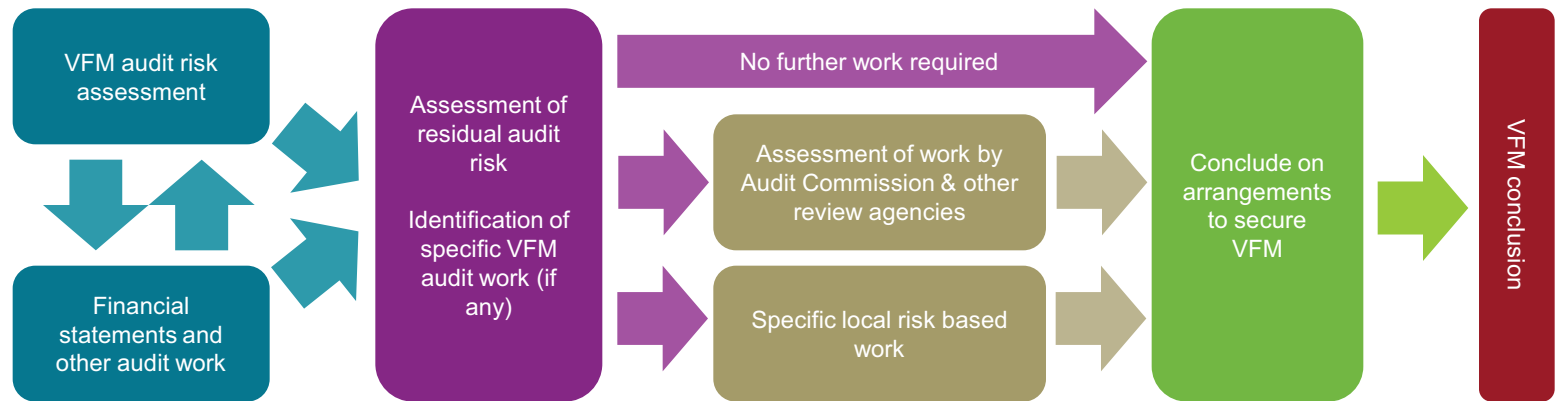 VFM audit risk
assessment
Financial
statements and
other audit work
Assessment of
residual audit
risk
Identification of
specific VFM
audit work (if
any)
No further work required
Assessment of work by
Audit Commission & other
review agencies
Specific local risk based
work
Conclude on
arrangements
to secure
VFM
VFM conclusion